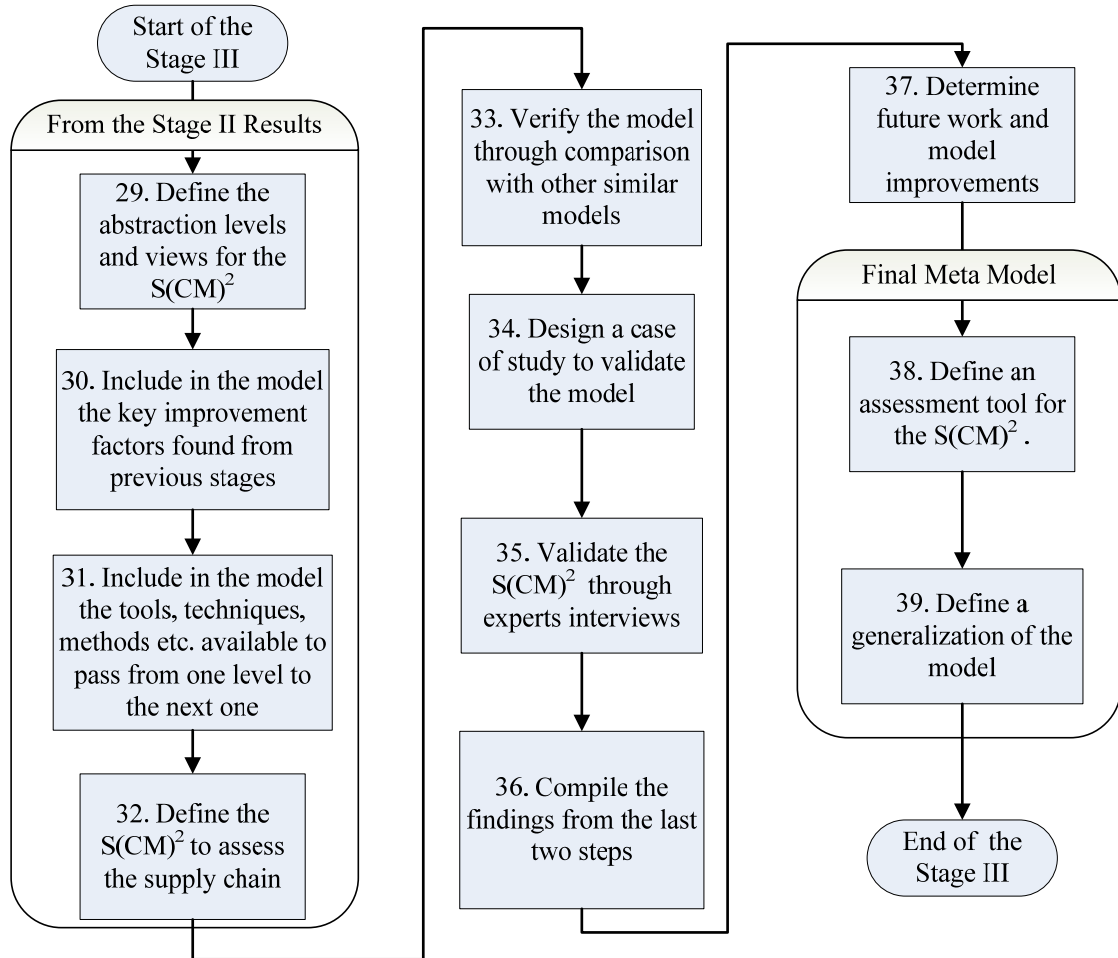 Start of the
Stage III
From the Stage II Results
29. Define the
abstraction levels
and views for the
S(CM)²
30. Include in the model
the key improvement
factors found from
previous stages
31. Include in the model
the tools, techniques,
methods etc. available to
pass from one level to
the next one
32. Define the
S(CM)² to assess
the supply chain
33. Verify the model
through comparison
with other similar
models
34. Design a case
of study to validate
the model
35. Validate the
S(CM)² through
experts interviews
36. Compile the
findings from the last
two steps
37. Determine
future work and
model
improvements
Final Meta Model
38. Define an
assessment tool for
the S(CM)² .
39. Define a
generalization of the
model
End of the
Stage III